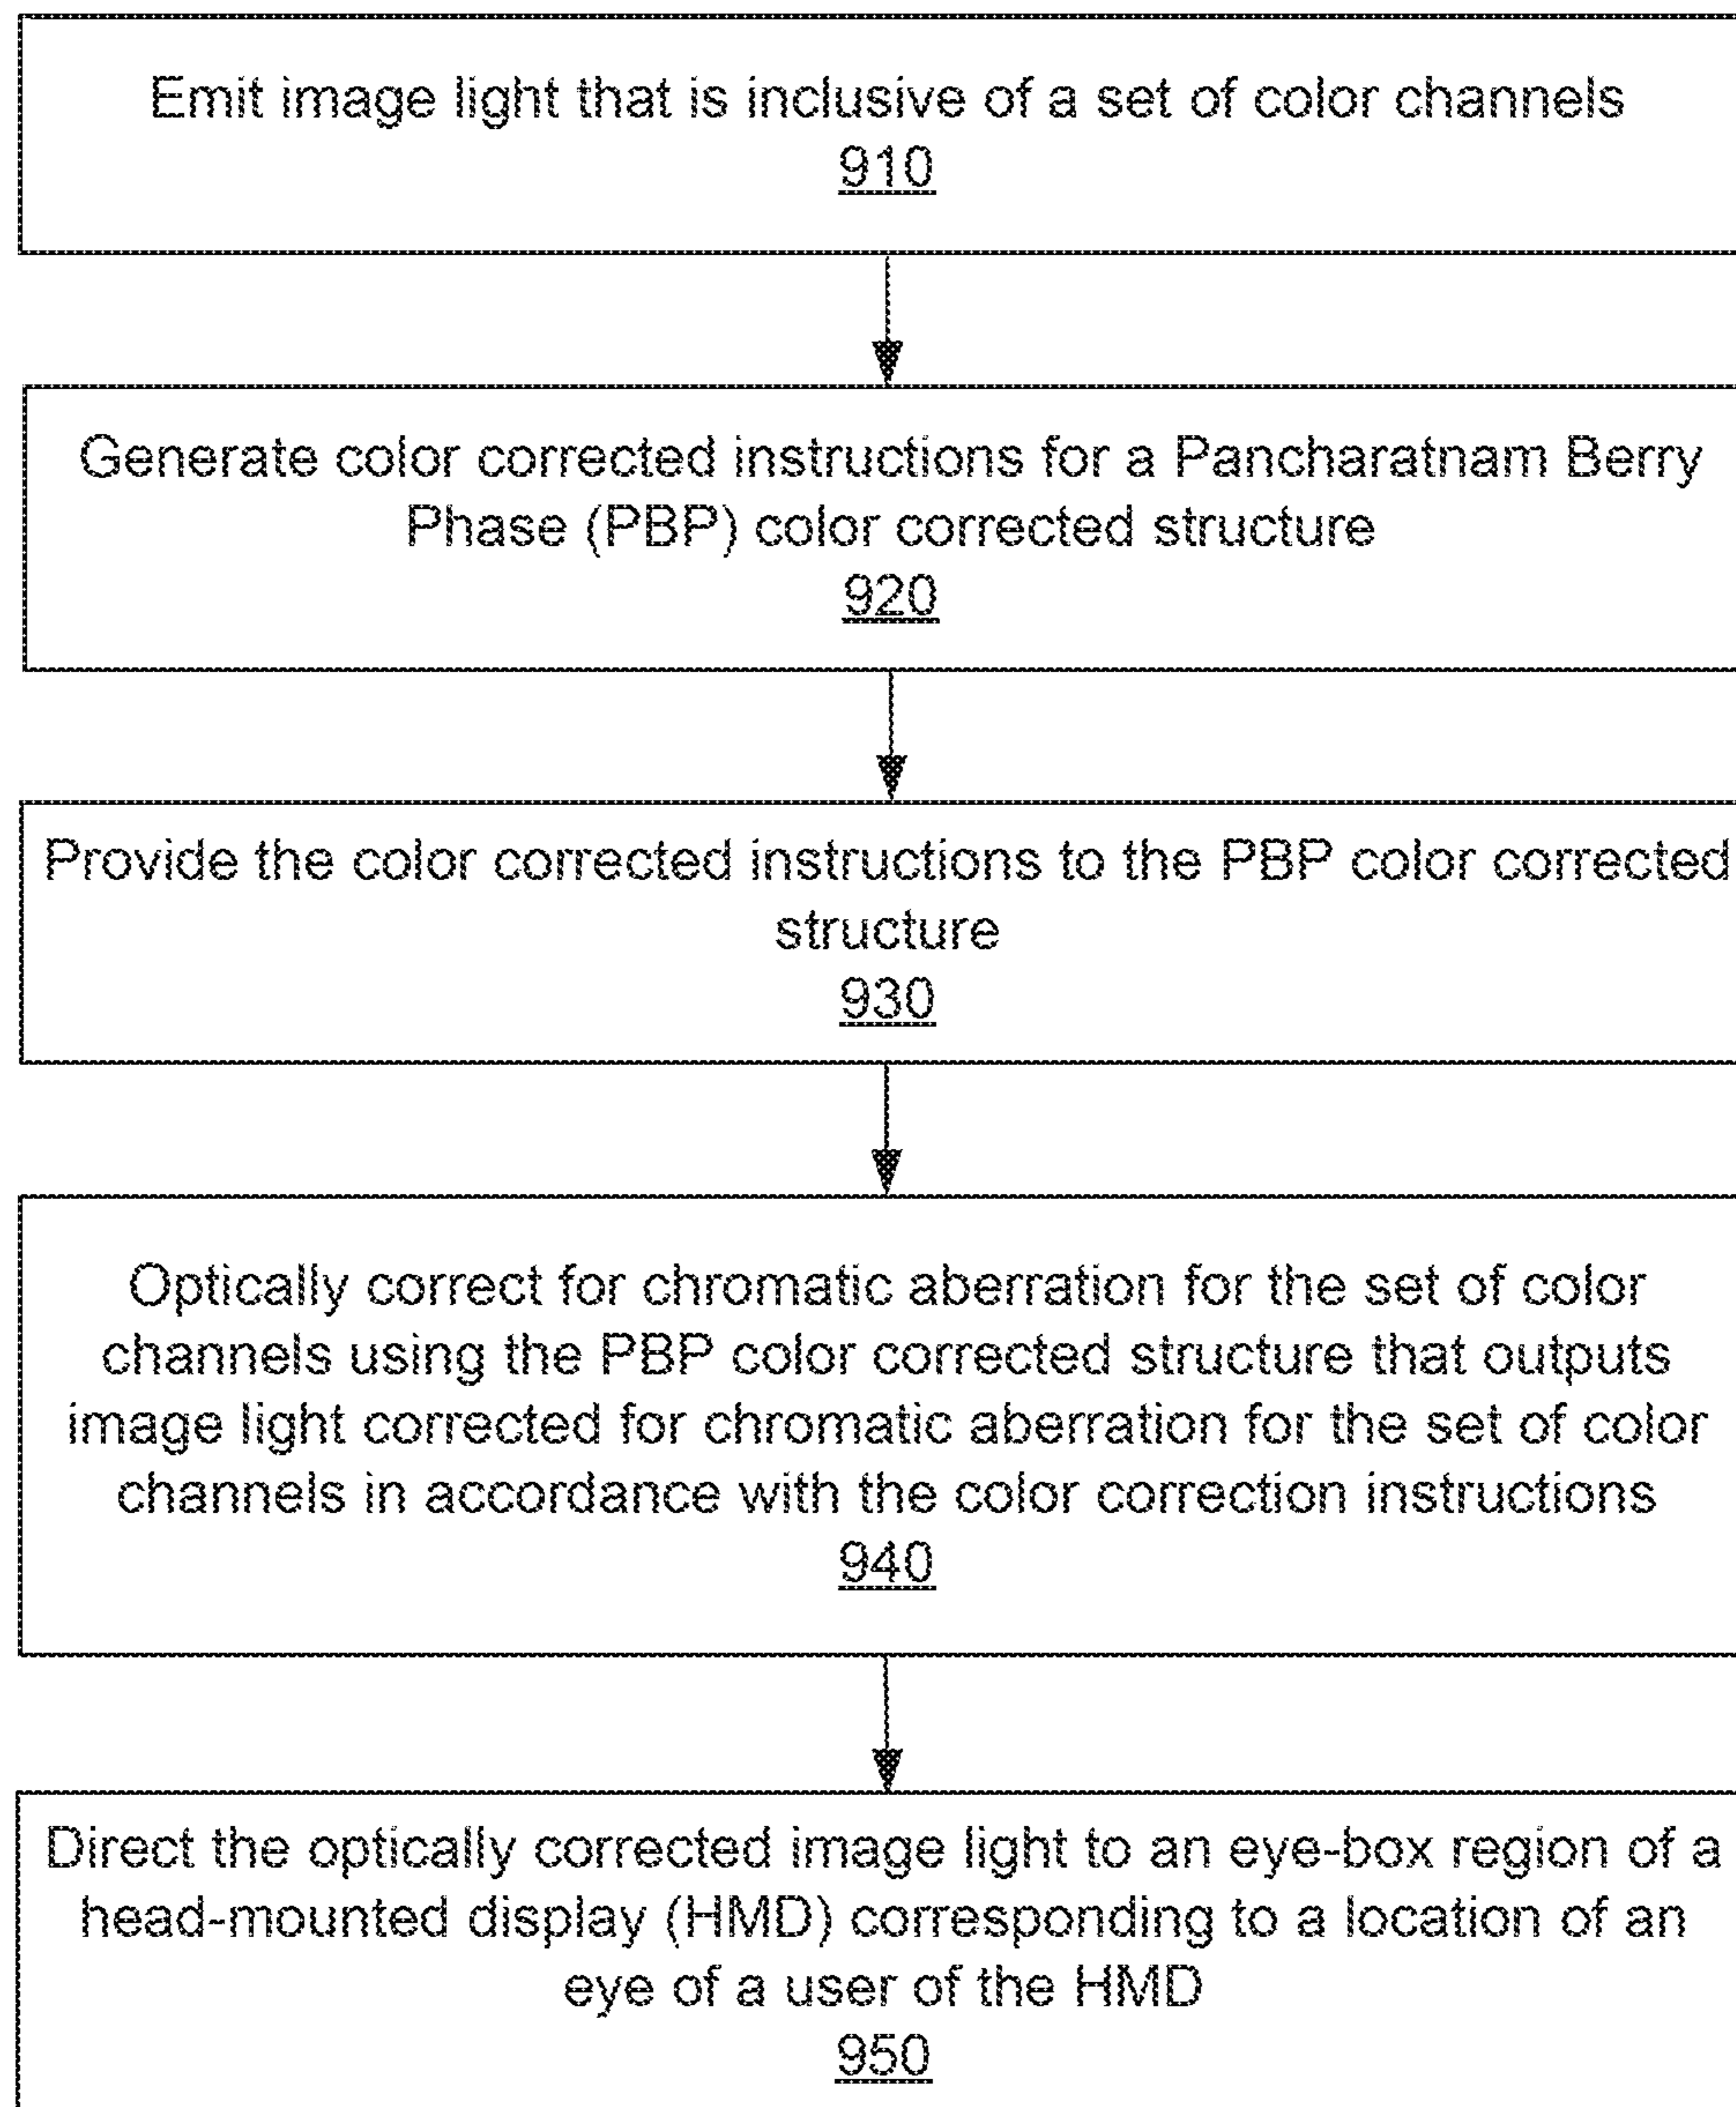 Emit image light that is inclusive of a set of color channels
910
Generate color corrected instructions for a Pancharatnam Berry
Phase (PBP) color corrected structure
920
Provide the color corrected instructions to the PBP color corrected
structure
930
Optically correct for chromatic aberration for the set of color
channels using the PBP color corrected structure that outputs
image light corrected for chromatic aberration for the set of color
channels in accordance with the color correction instructions
940
Direct the optically corrected image light to an eye-box region of a
head-mounted display (HMD) corresponding to a location of an
eye of a user of the HMD
950